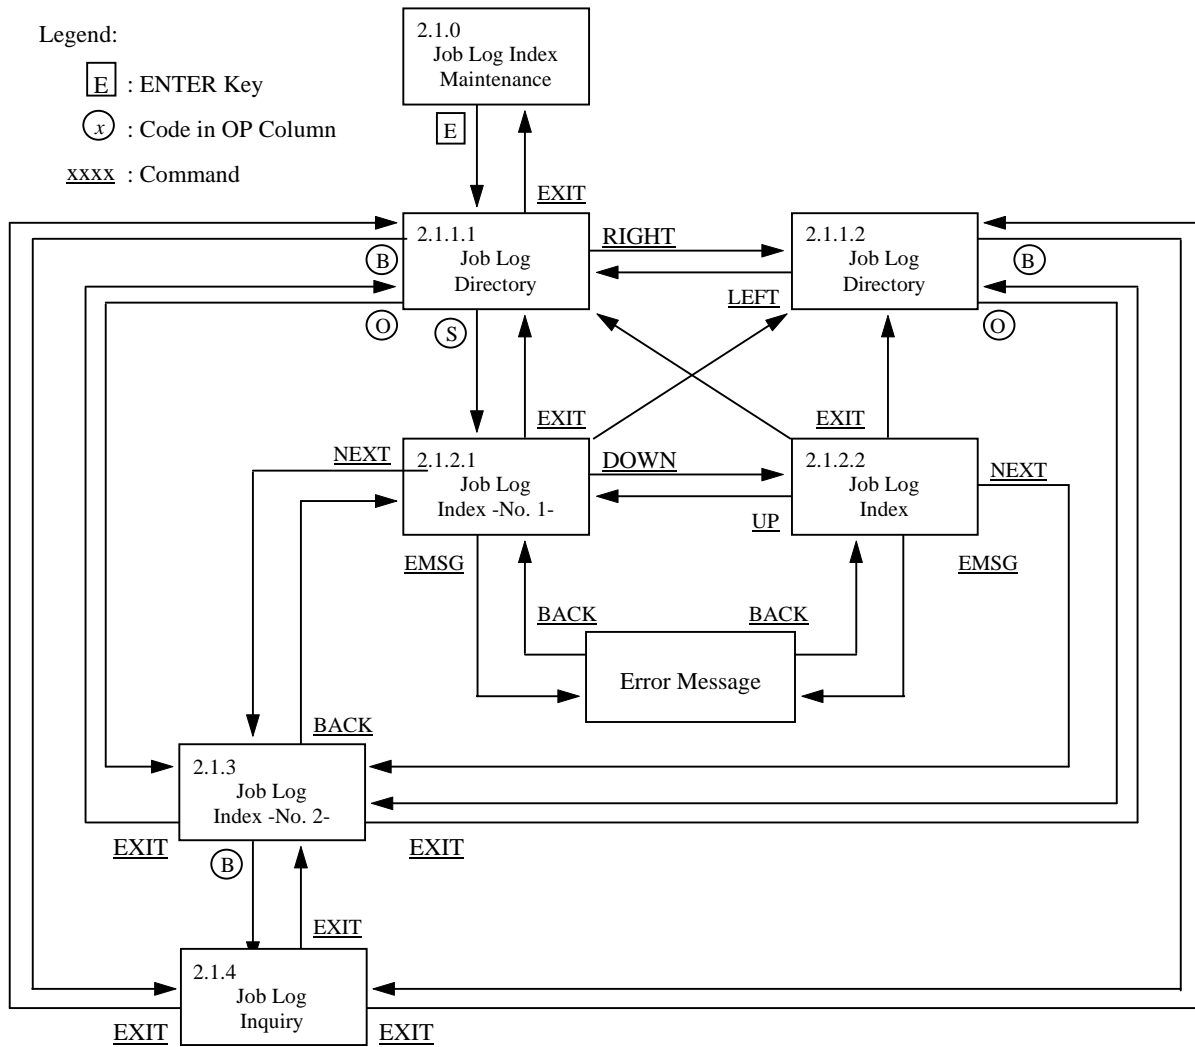 Legend:
E : ENTER Key
x : Code in OP Column
xxxx : Command
2.1.0
Job Log Index
Maintenance
E
EXIT
2.1.1.1
Job Log
Directory
RIGHT
2.1.1.2
Job Log
Directory
B
B
LEFT
O
S
O
EXIT
EXIT
NEXT
2.1.2.1
Job Log
Index -No. 1-
DOWN
2.1.2.2
Job Log
Index
NEXT
UP
EMSG
EMSG
BACK
BACK
Error Message
BACK
2.1.3
Job Log
Index -No. 2-
EXIT
B
EXIT
EXIT
2.1.4
Job Log
Inquiry
EXIT
EXIT